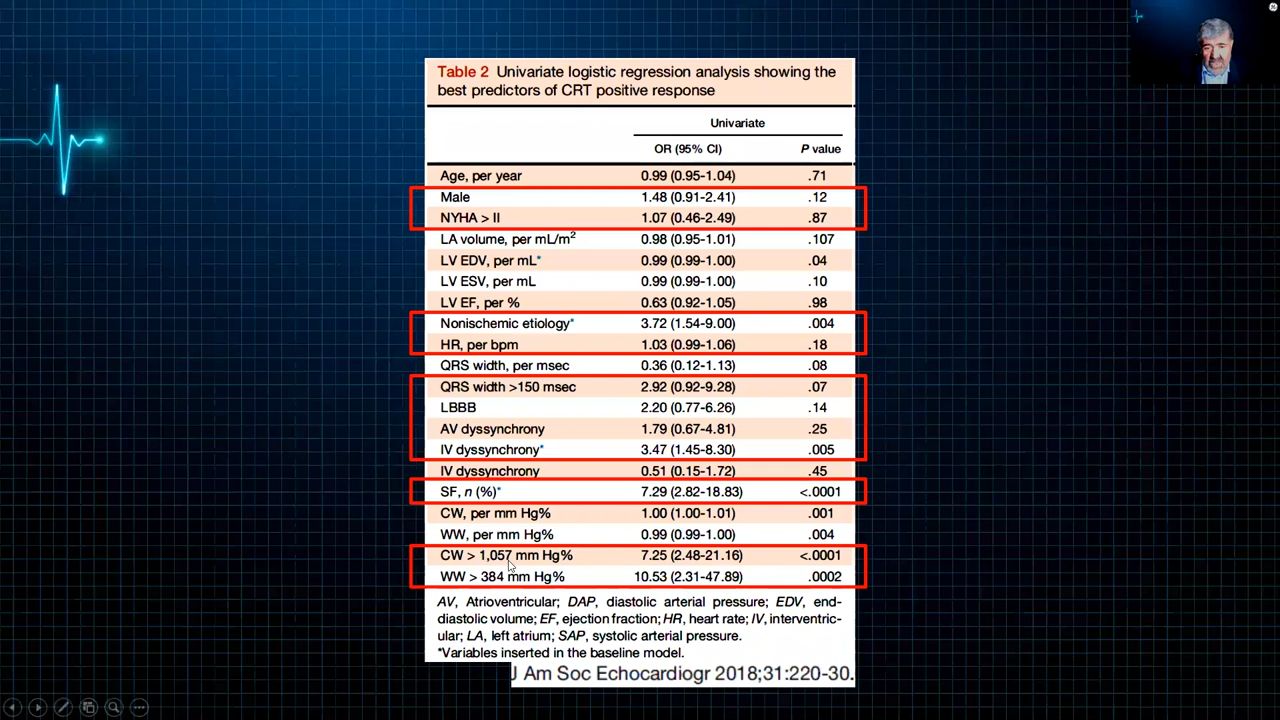 Table 2 Univariate logistic regression analysis showing the
best predictors of CRT positive response
Univariate
OR (95% CI) P value
Age, per year 0.99 (0.95-1.04) .71
Male 1.48 (0.91-2.41) .12
NYHA > II 1.07 (0.46-2.49) .87
LA volume, per mL/m2 0.98 (0.95-1.01) .107
LV EDV, per mL* 0.99 (0.99-1.00) .04
LV ESV, per mL 0.99 (0.99-1.00) .10
LV EF, per % 0.63 (0.92-1.05) .98
Nonischemic etiology* 3.72 (1.54-9.00) .004
HR, per bpm 1.03 (0.99-1.06) .18
QRS width, per msec 0.36 (0.12-1.13) .08
QRS width >150 msec 2.92 (0.92-9.28) .07
LBBB 2.20 (0.77-6.26) .14
AV dyssynchrony 1.79 (0.67-4.81) .25
IV dyssynchrony* 3.47 (1.45-8.30) .005
IV dyssynchrony 0.51 (0.15-1.72) .45
SF, n (%)* 7.29 (2.82-18.83) <.0001
CW, per mm Hg% 1.00 (1.00-1.01) .001
WW, per mm Hg% 0.99 (0.99-1.00) .004
CW > 1,057 mm Hg% 7.25 (2.48-21.16) <.0001
WW > 384 mm Hg% 10.53 (2.31-47.89) .0002
AV, Atrioventricular; DAP, diastolic arterial pressure; EDV, end-
diastolic volume; EF, ejection fraction; HR, heart rate; IV, interventric-
ular; LA, left atrium; SAP, systolic arterial pressure.
*Variables inserted in the baseline model.
J Am Soc Echocardiogr 2018;31:220-30.